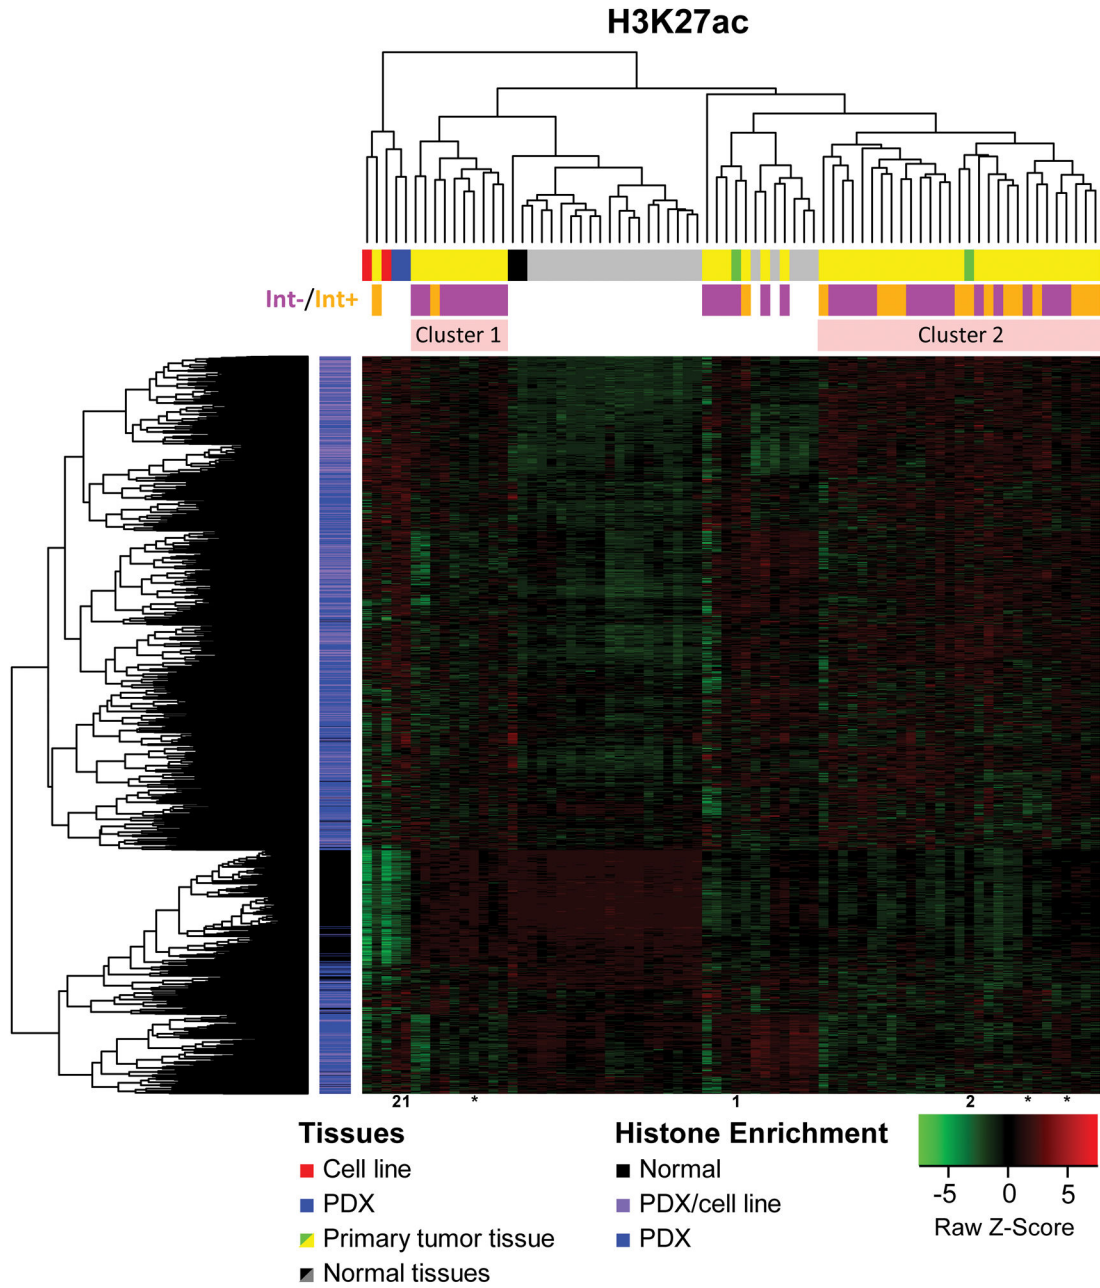 H3K27ac
Int-/Int+
Cluster 1
Cluster 2
21 * 1 2 * *
Tissues
Cell line
PDX
Primary tumor tissue
Normal tissues
Histone Enrichment
Normal
PDX/cell line
PDX
-5 0 5
Raw Z-Score